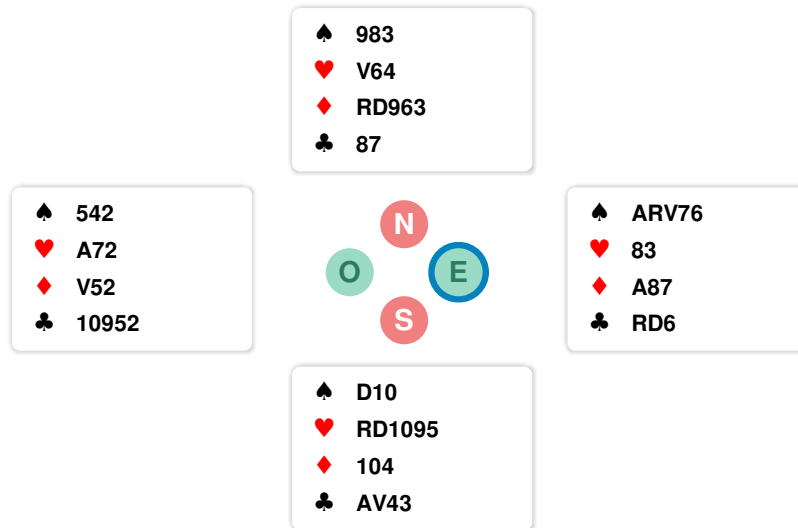 ♠ 983
♥ V64
♦ RD963
♣ 87
♠ 542
♥ A72
♦ V52
♣ 10952
N
O E
S
♠ ARV76
♥ 83
♦ A87
♣ RD6
♠ D10
♥ RD1095
♦ 104
♣ AV43